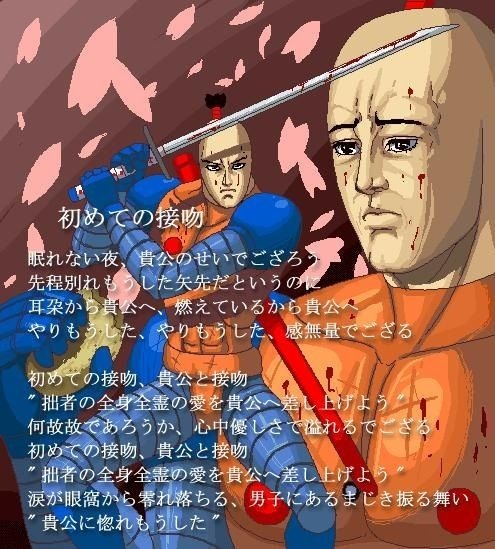 初めての接吻
眠れない夜、貴公のせいでござろう
先程別れもうした矢先だというのに
耳朶から貴公へ、燃えているから貴公へ
やりもうした、やりもうした、感無量でござる
初めての接吻、貴公と接吻
"拙者の全身全霊の愛を貴公へ差し上げよう"
何故故であろうか、心中優しさで溢れるでござる
初めての接吻、貴公と接吻
"拙者の全身全霊の愛を貴公へ差し上げよう"
涙が眼窩から零れ落ちる、男子にあるまじき振る舞い
"貴公に惚れもうした"